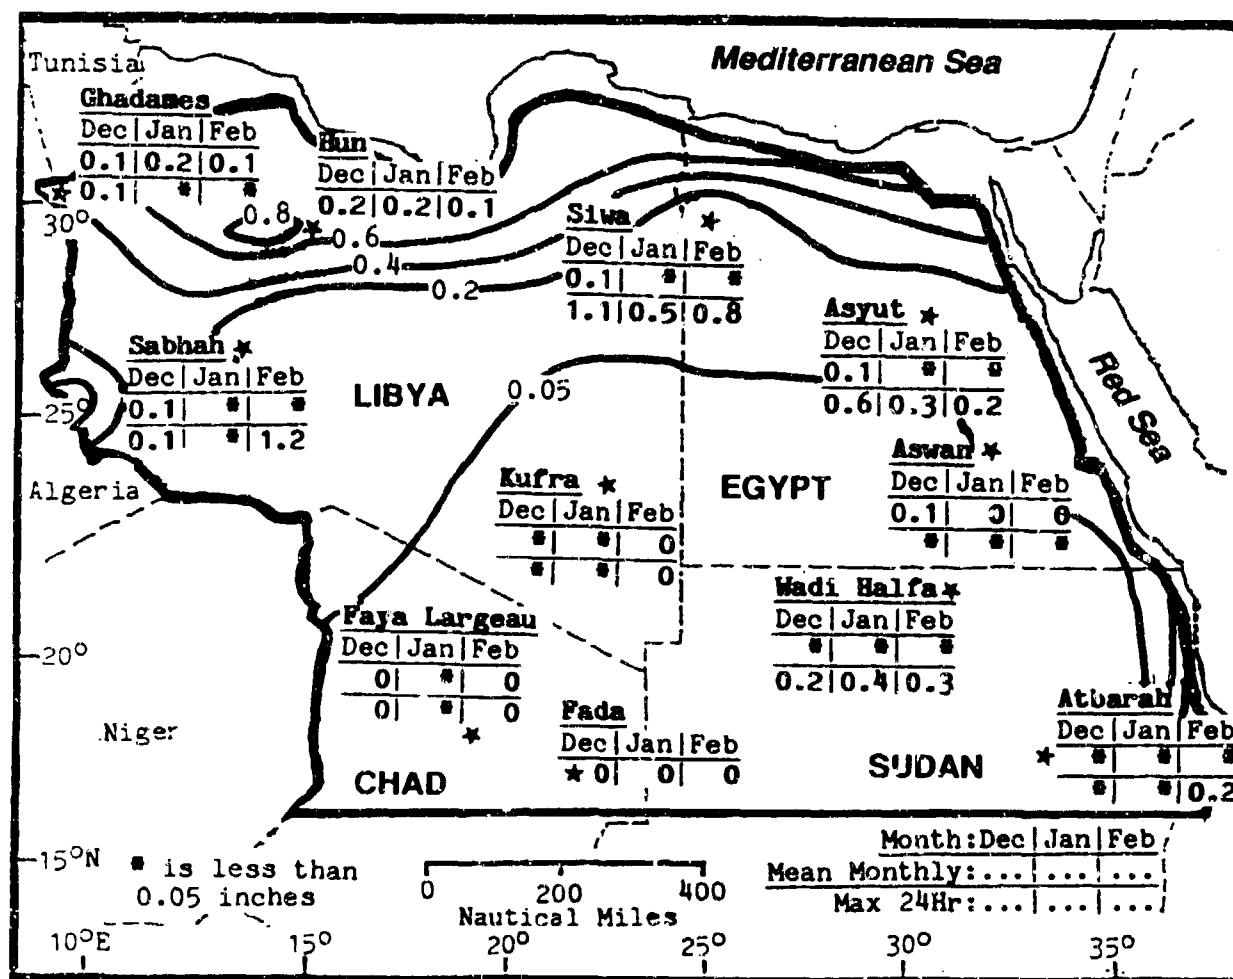 Mediterranean Sea
Tunisia
Ghadames
Dec|Jan|Feb
0.1|0.2|0.1
0.1| *| *
Hun
Dec|Jan|Feb
0.2|0.2|0.1
30°
0.8
0.6
0.4
0.2
Siwa
Dec|Jan|Feb
0.1| *| *
1.1|0.5|0.8
Asyut
Dec|Jan|Feb
0.1| *| *
0.6|0.3|0.2
Red Sea
Sabhah
Dec|Jan|Feb
0.1| *| *
0.1| *|1.2
LIBYA
0.05
25°
Algeria
Kufra
Dec|Jan|Feb
*| *| 0
*| *| 0
EGYPT
Aswan
Dec|Jan|Feb
0.1| 0| 0
*| *| *
Wadi Halfa
Dec|Jan|Feb
*| *| *
0.2|0.4|0.3
Faya Largeau
Dec|Jan|Feb
0| *| 0
0| *| 0
20°
Niger
Fada
Dec|Jan|Feb
0| 0| 0
CHAD
SUDAN
Atbarah
Dec|Jan|Feb
*| *| *
*| *|0.2
15°N
* is less than
0.05 inches
0 200 400
Nautical Miles
Month:Dec|Jan|Feb
Mean Monthly:...|...|...
Max 24Hr:...|...|...
10°E 15° 20° 25° 30° 35°